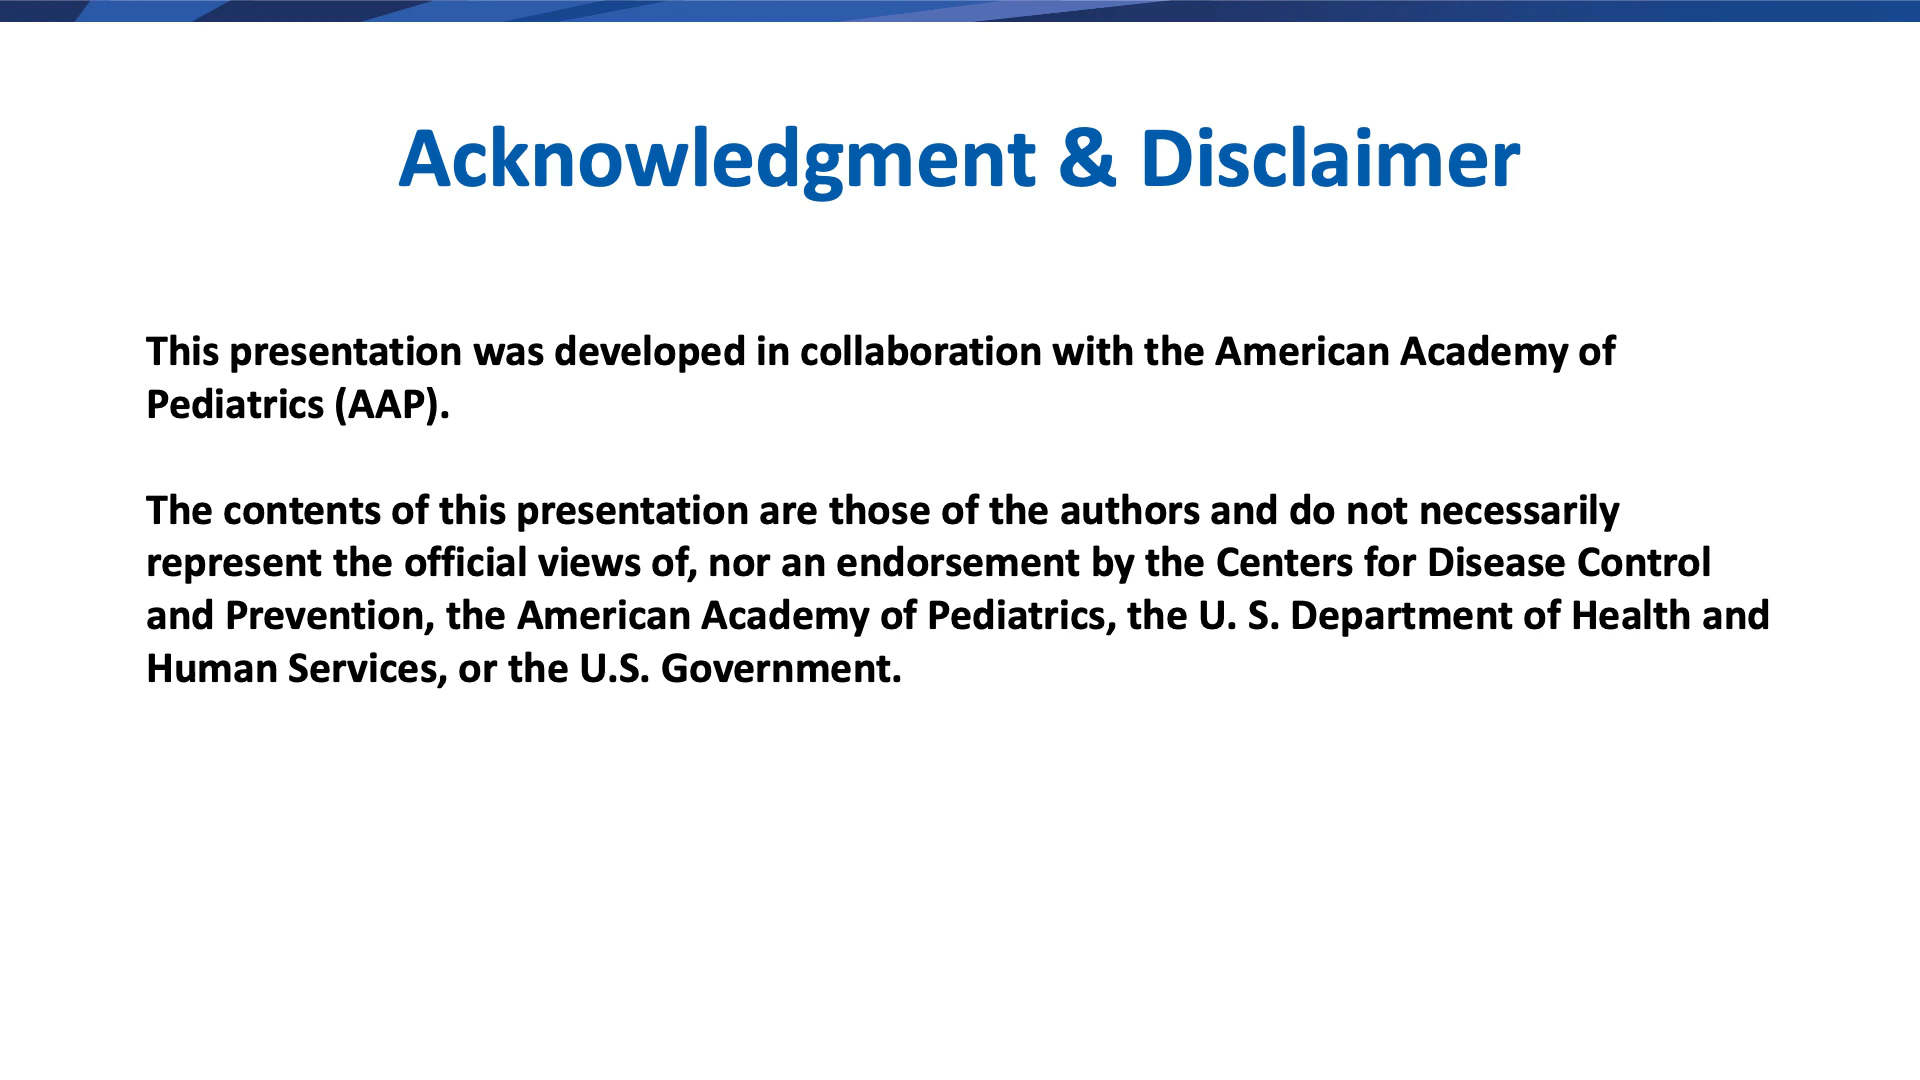 Acknowledgment & Disclaimer
This presentation was developed in collaboration with the American Academy of
Pediatrics (AAP).
The contents of this presentation are those of the authors and do not necessarily
represent the official views of, nor an endorsement by the Centers for Disease Control
and Prevention, the American Academy of Pediatrics, the U. S. Department of Health and
Human Services, or the U.S. Government.